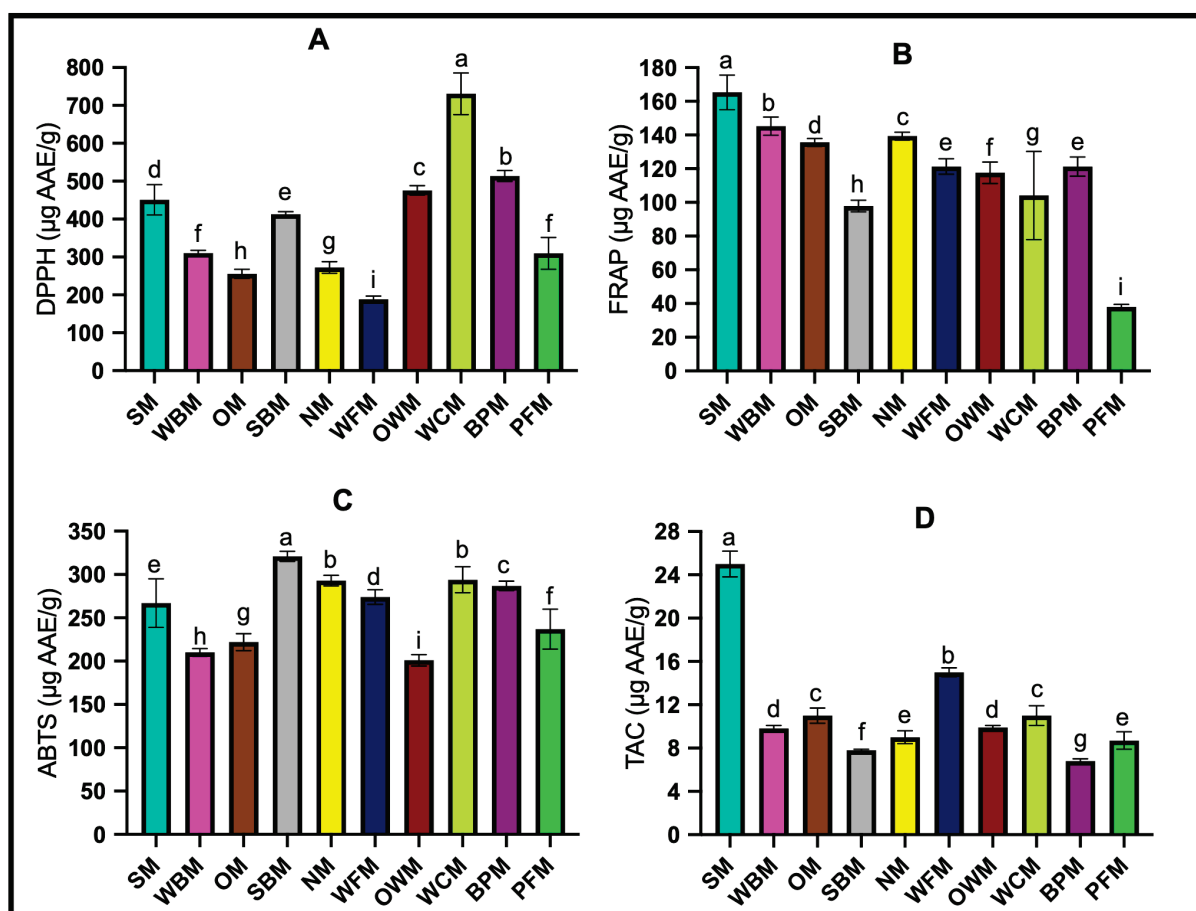 A
DPPH (µg AAE/g)
800
700
600
500
400
300
200
100
0
d
f
h
e
g
i
c
a
b
f
SM
WBM
OM
SBM
NM
WFM
OWM
WCM
BPM
PFM
B
FRAP (µg AAE/g)
180
160
140
120
100
80
60
40
20
0
a
b
d
h
c
e
f
g
e
i
SM
WBM
OM
SBM
NM
WFM
OWM
WCM
BPM
PFM
C
ABTS (µg AAE/g)
350
300
250
200
150
100
50
0
e
h
g
a
b
d
i
b
c
f
SM
WBM
OM
SBM
NM
WFM
OWM
WCM
BPM
PFM
D
TAC (µg AAE/g)
28
24
20
16
12
8
4
0
a
d
c
f
e
b
d
c
g
e
SM
WBM
OM
SBM
NM
WFM
OWM
WCM
BPM
PFM